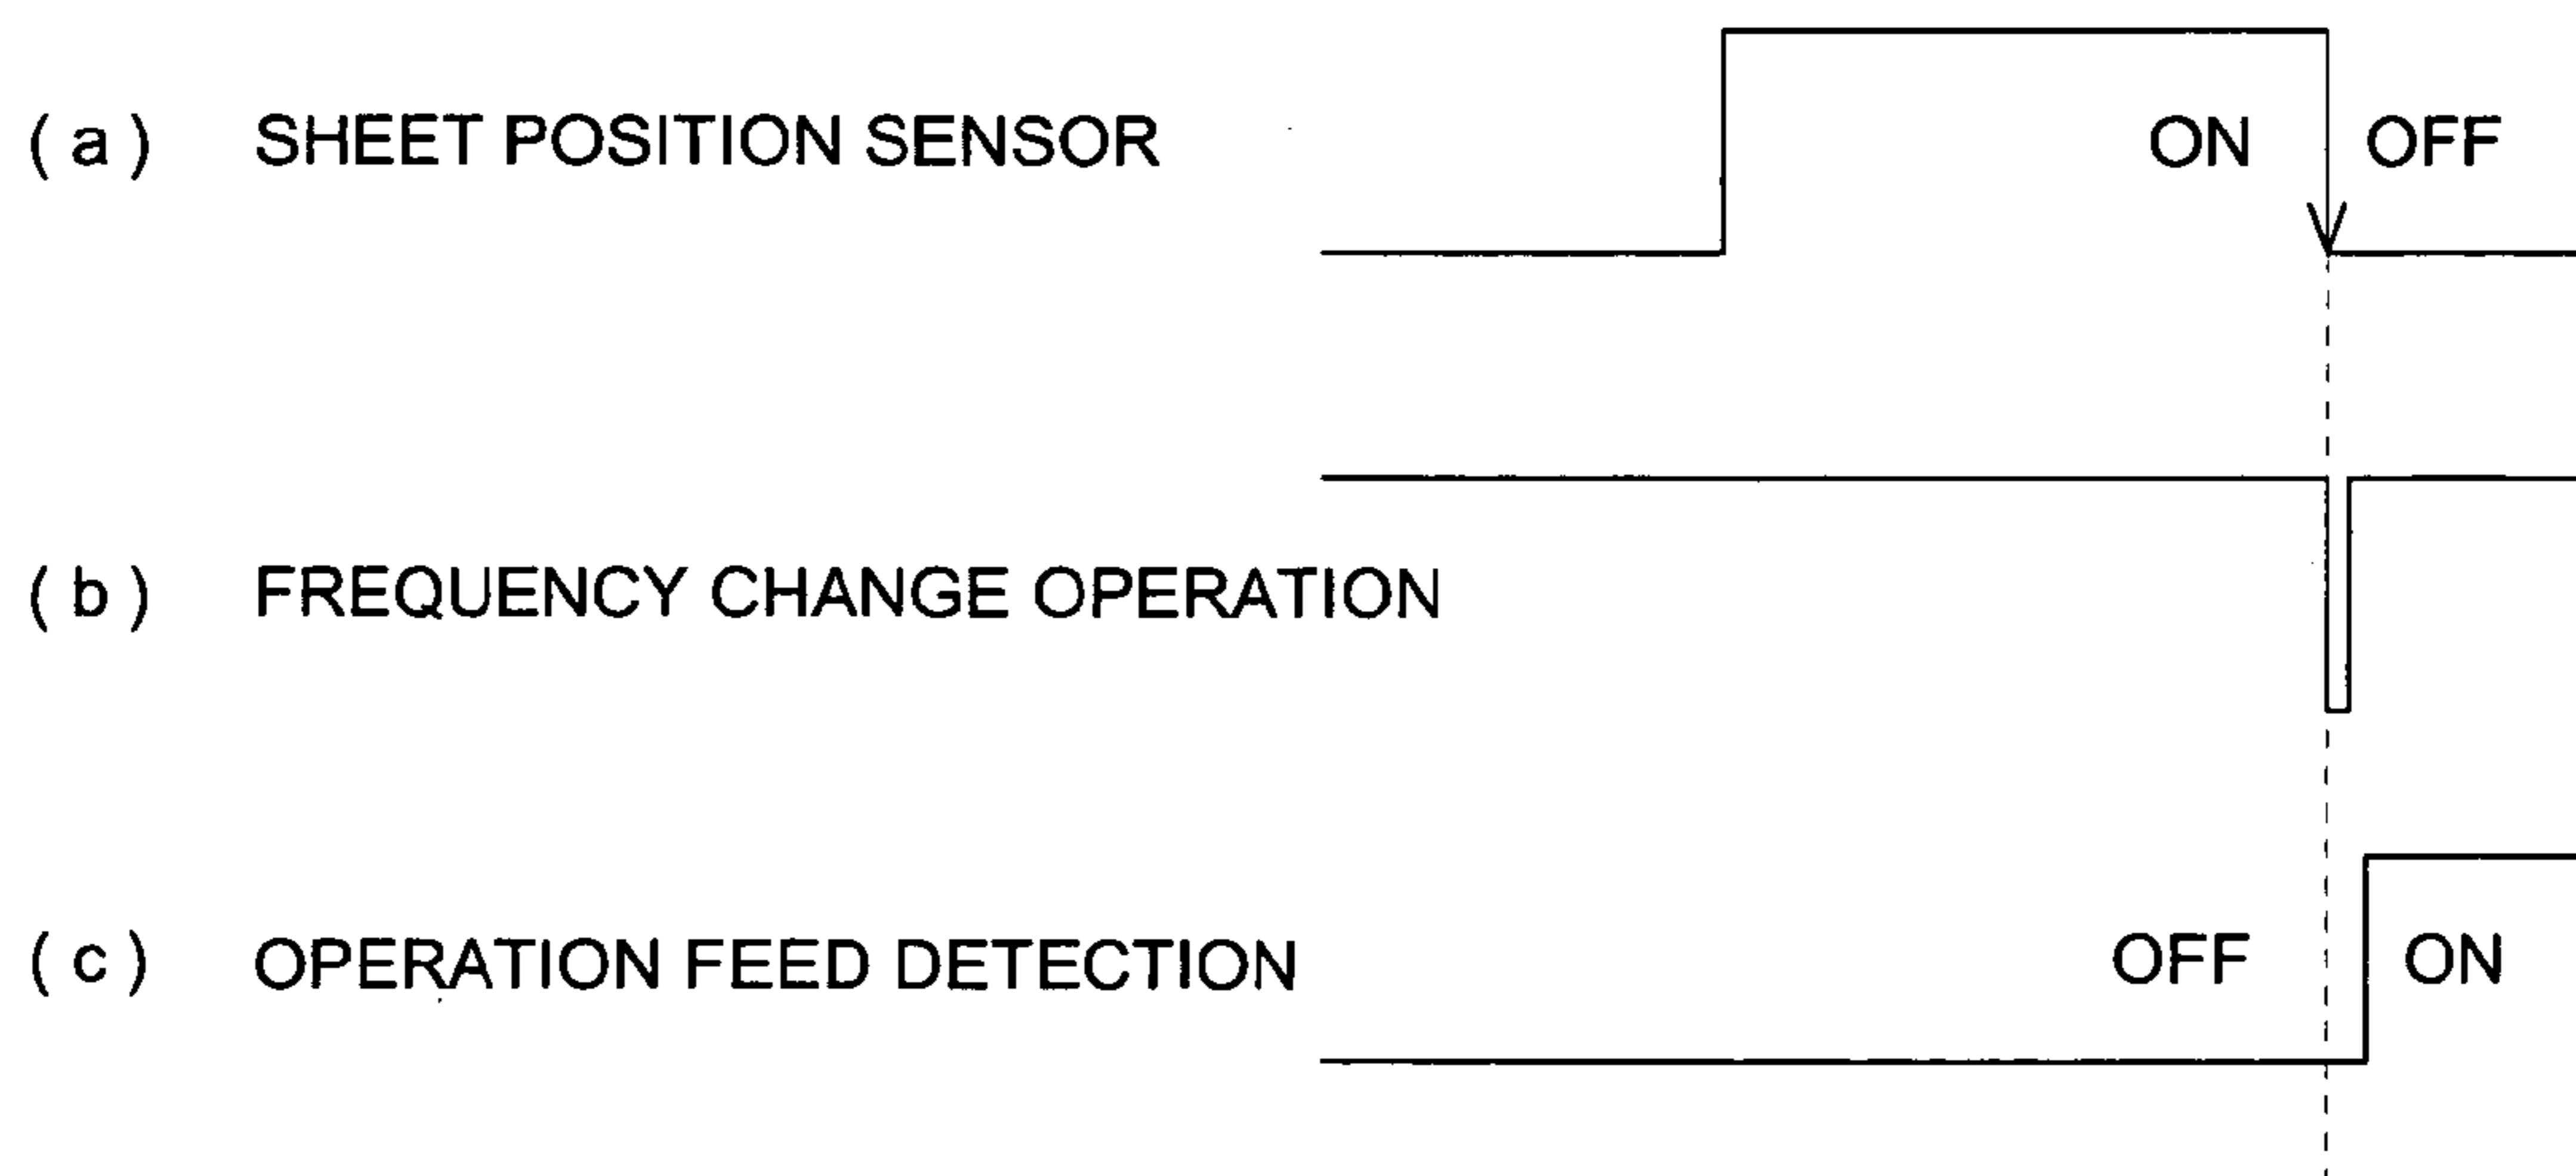 (a) SHEET POSITION SENSOR ON OFF
(b) FREQUENCY CHANGE OPERATION
(c) OPERATION FEED DETECTION OFF ON